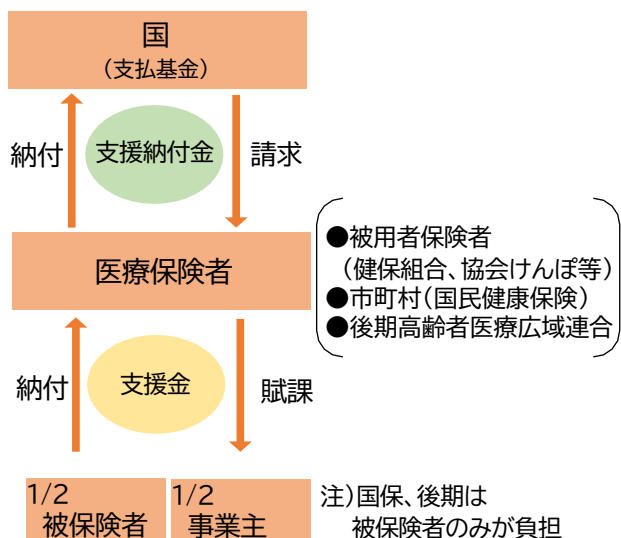 国
(支払基金)
納付
支援納付金
請求
医療保険者
●被用者保険者
(健保組合、協会けんぽ等)
●市町村(国民健康保険)
●後期高齢者医療広域連合
納付
支援金
賦課
1/2
被保険者
1/2
事業主
注)国保、後期は
被保険者のみが負担